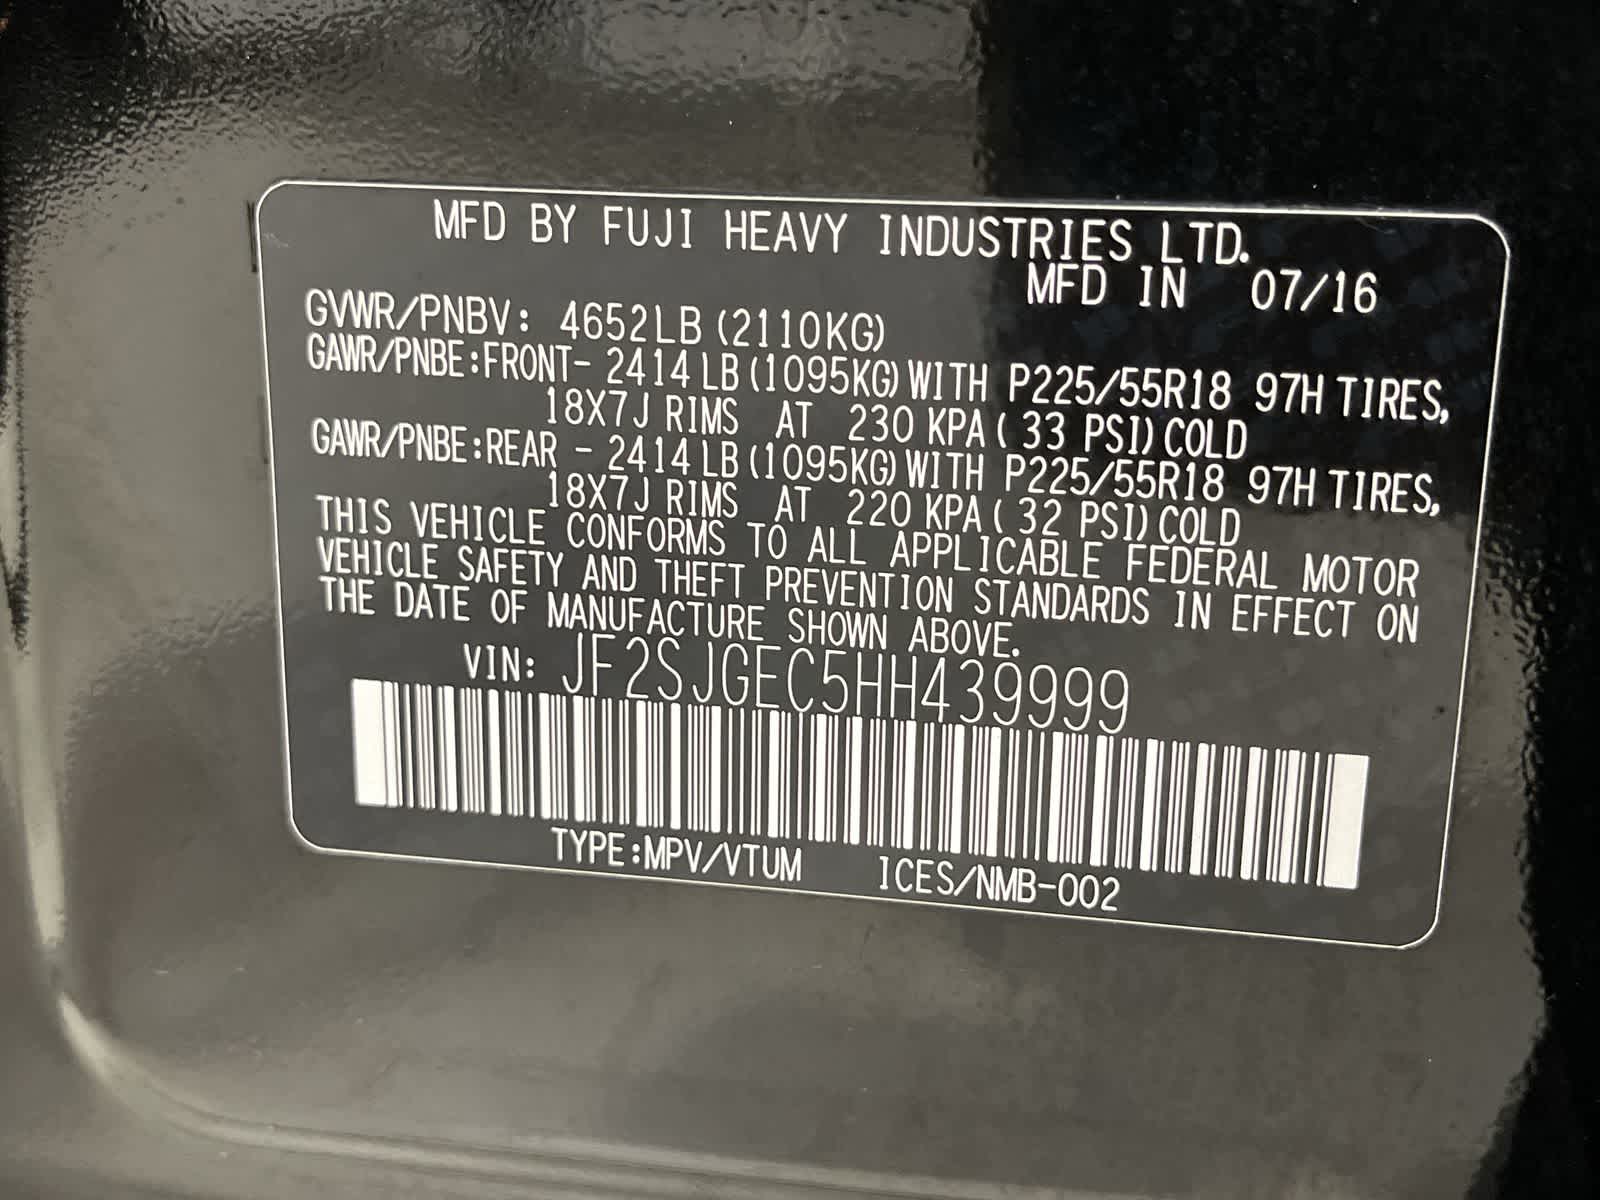 MFD BY FUJI HEAVY INDUSTRIES LTD.
MFD IN 07/16
GVWR/PNBV: 4652LB (2110KG)
GAWR/PNBE:FRONT- 2414LB (1095KG) WITH P225/55R18 97H TIRES,
18X7J RIMS AT 230 KPA( 33 PSI) COLD
GAWR/PNBE:REAR - 2414LB (1095KG) WITH P225/55R18 97H TIRES,
18X7J RIMS AT 220 KPA( 32 PSI) COLD
THIS VEHICLE CONFORMS TO ALL APPLICABLE FEDERAL MOTOR
VEHICLE SAFETY AND THEFT PREVENTION STANDARDS IN EFFECT ON
THE DATE OF MANUFACTURE SHOWN ABOVE.
VIN: JF2SJGEC5HH439999
TYPE:MPV/VTUM ICES/NMB-002